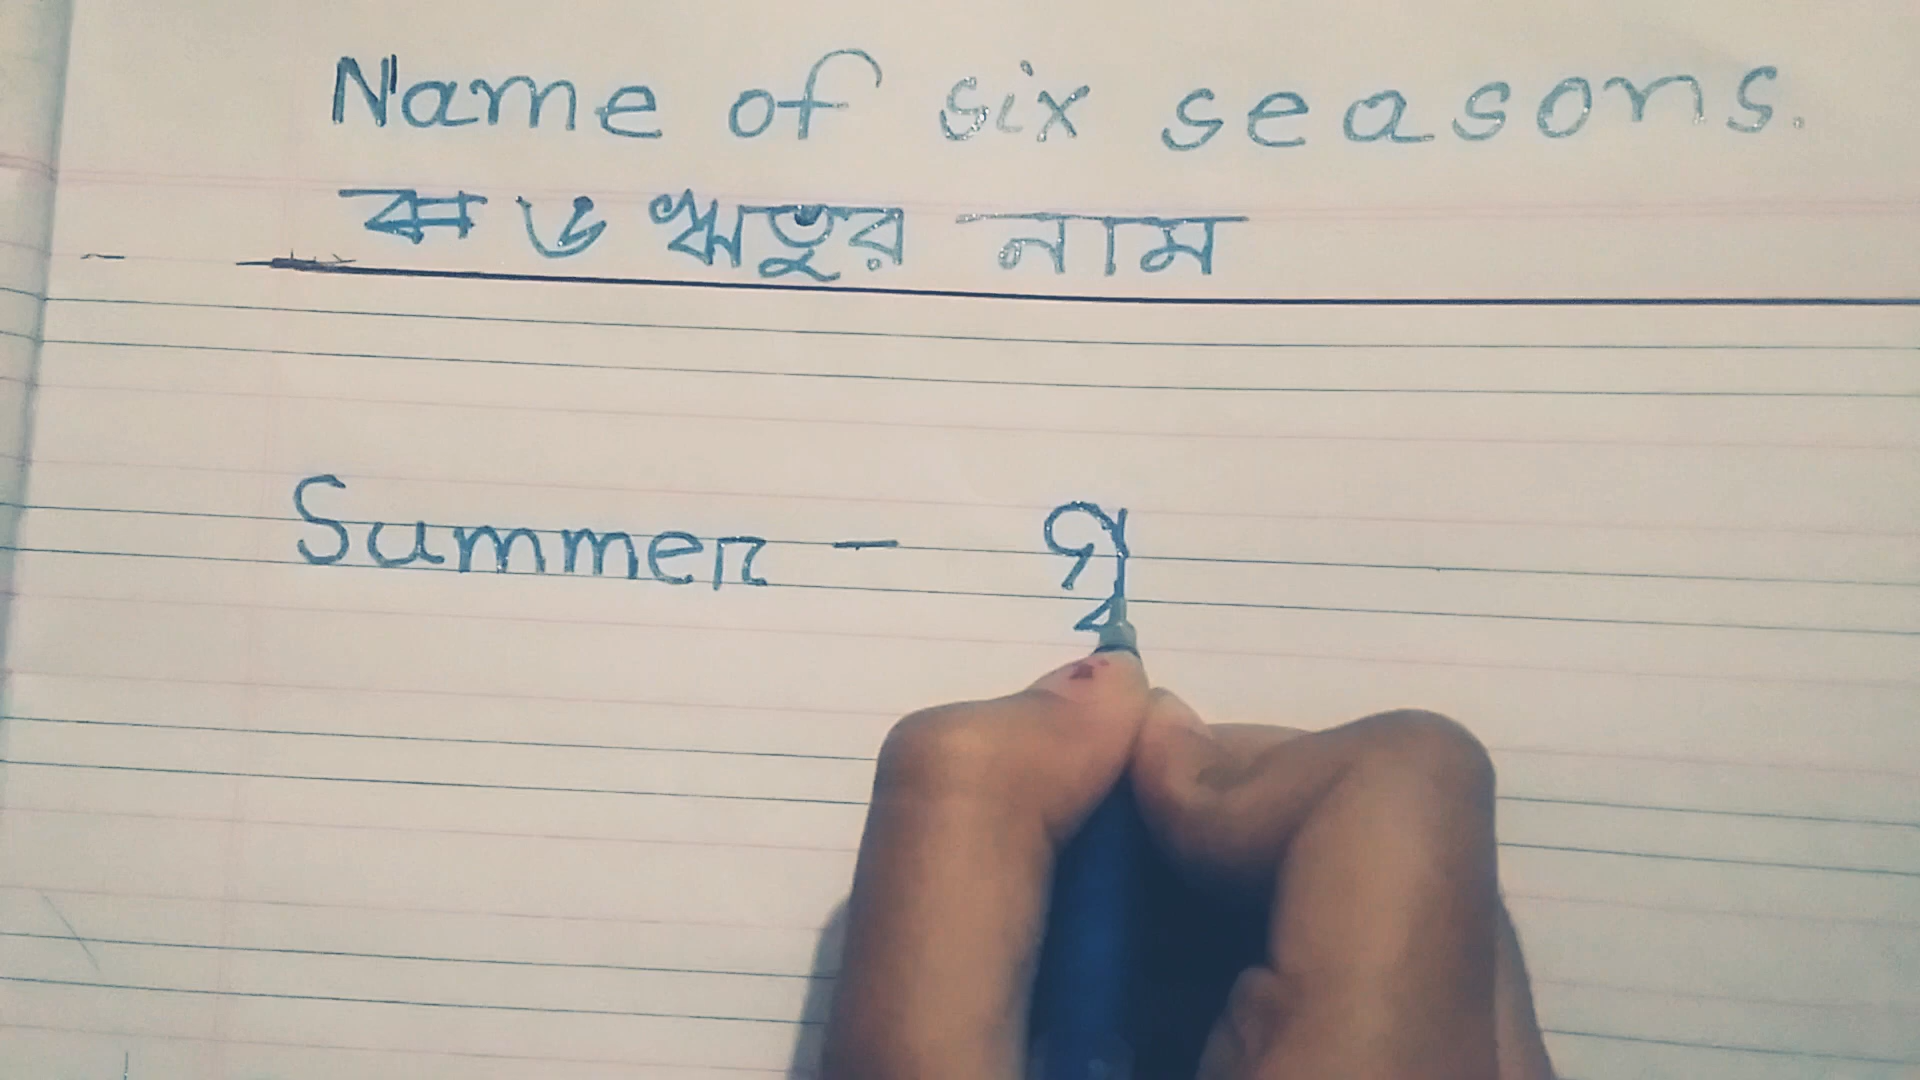 Name of six seasons.
৬ ঋতুর নাম
Summer -